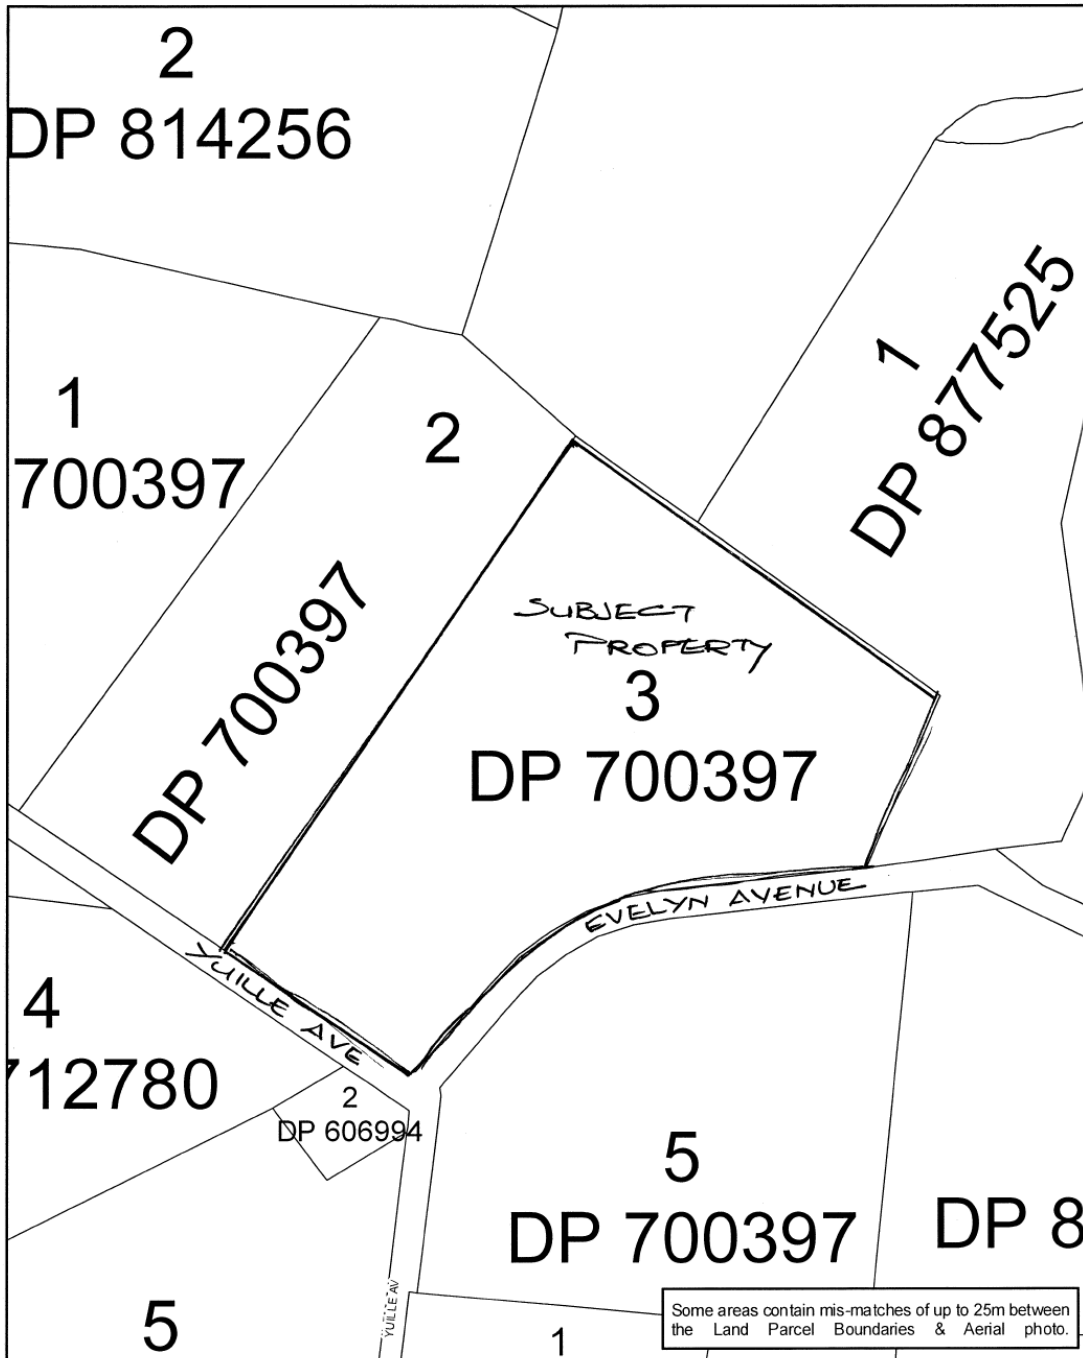 2
DP 814256
1
DP 877525
1
700397
2
DP 700397
SUBJECT
PROPERTY
3
DP 700397
EVELYN AVENUE
YUILLE AVE
4
712780
2
DP 606994
5
DP 700397
DP 8
5
YUILLE AV
1
Some areas contain mis-matches of up to 25m between
the Land Parcel Boundaries & Aerial photo.